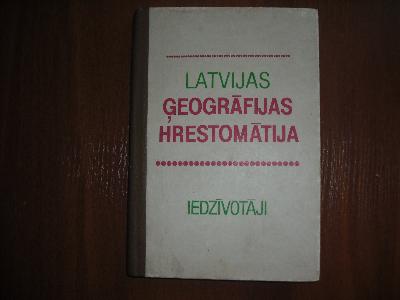 LATVIJAS
ĢEOGRĀFIJAS
HRESTOMĀTIJA
IEDZĪVOTĀJI